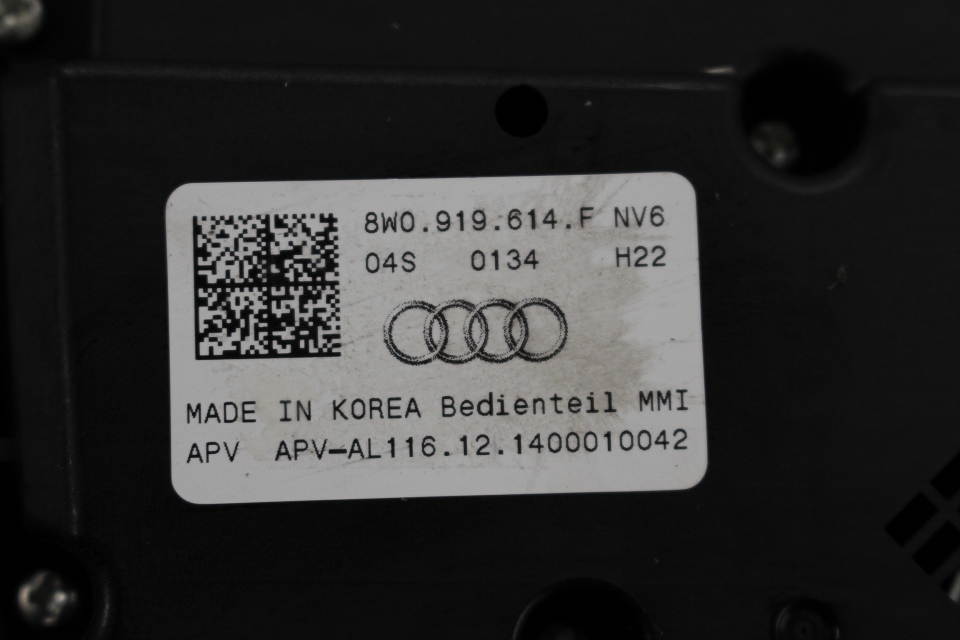 8W0.919.614.F NV6
04S 0134 H22
MADE IN KOREA Bedienteil MMI
APV APV-AL116.12.1400010042